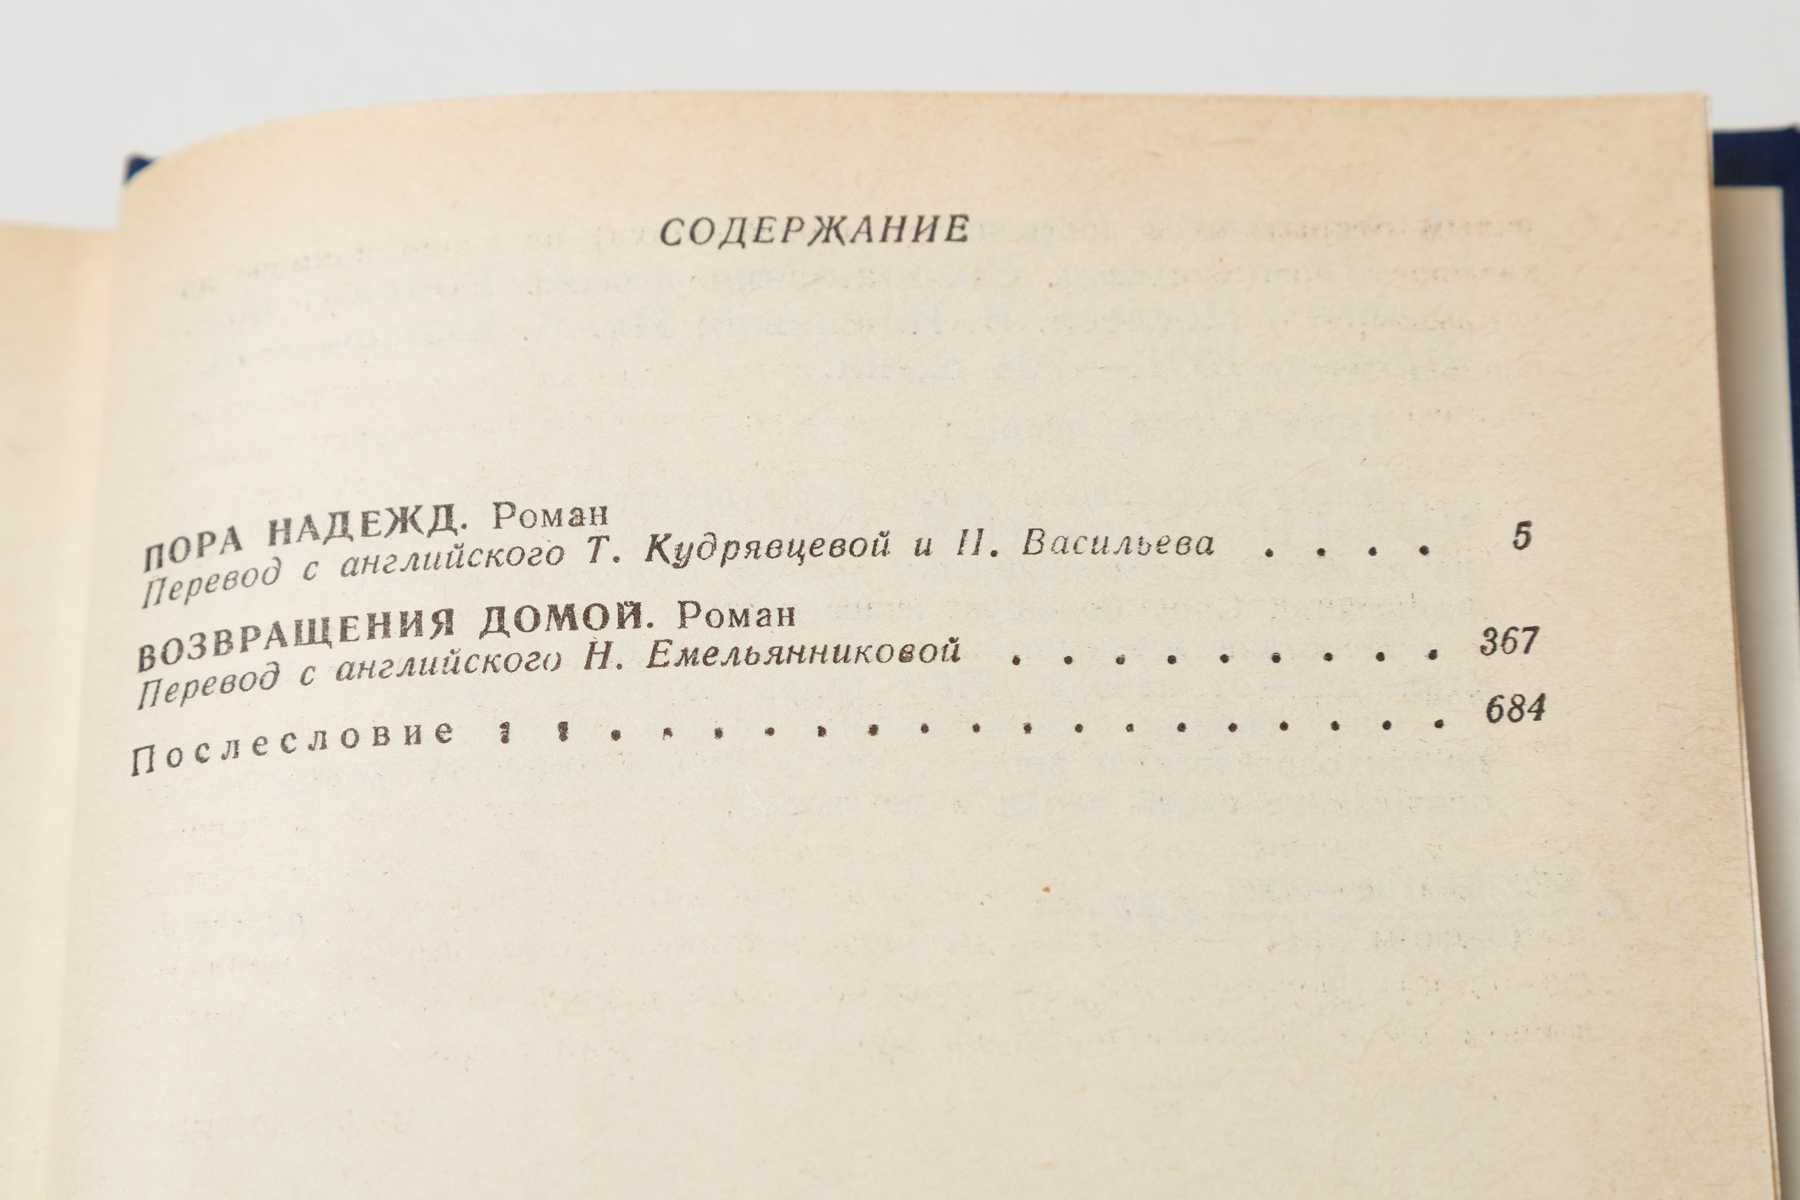 СОДЕРЖАНИЕ
ПОРА НАДЕЖД. Роман
Перевод с английского Т. Кудрявцевой и Н. Васильева . . . . 5
ВОЗВРАЩЕНИЯ ДОМОЙ. Роман
Перевод с английского Н. Емельянниковой . . . . . . . . . 367
Послесловие . . . . . . . . . . . . . . . . . . . 684